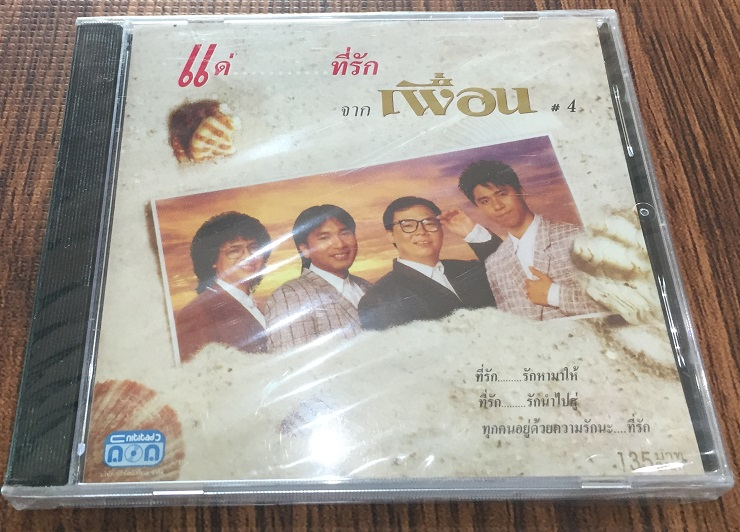 แด่..............ที่รัก
จาก เพื่อน # 4
ที่รัก.........รักหามาให้
ที่รัก.........รักนำไปสู่
ทุกคนอยู่ด้วยความรักนะ....ที่รัก
135 บาท